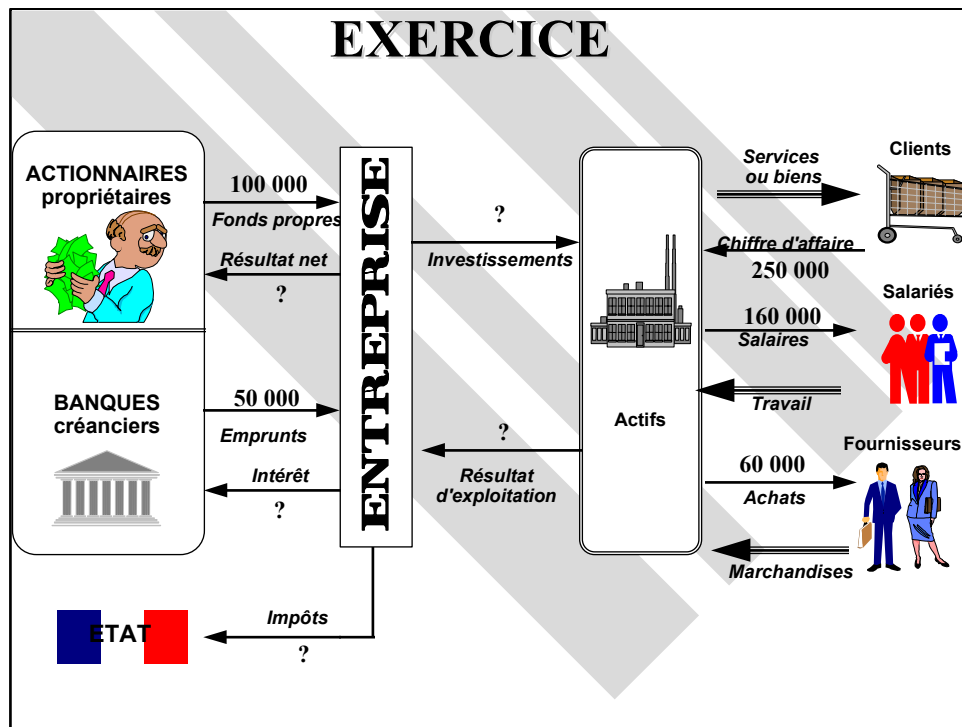 EXERCICE
ACTIONNAIRES
propriétaires
100 000
Fonds propres
Résultat net
?
BANQUES
créanciers
50 000
Emprunts
Intérêt
?
ETAT
Impôts
?
ENTREPRISE
?
Investissements
?
Résultat
d'exploitation
Actifs
Services
ou biens
Clients
Chiffre d'affaire
250 000
Salariés
160 000
Salaires
Travail
Fournisseurs
60 000
Achats
Marchandises